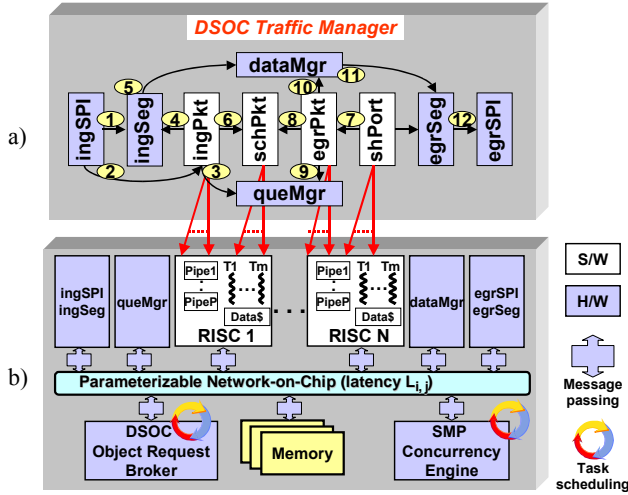 DSOC Traffic Manager
a)
dataMgr
5
10
11
ingSPI
1
ingSeg
4
ingPkt
6
schPkt
8
egrPkt
7
shPort
egrSeg
12
egrSPI
2
3
9
queMgr
ingSPI
ingSeg
queMgr
Pipe1
:
PipeP
T1
Tm
...
Data$
RISC 1
. . .
Pipe1
:
PipeP
T1
Tm
...
Data$
RISC N
dataMgr
egrSPI
egrSeg
S/W
H/W
Message
passing
b)
Parameterizable Network-on-Chip (latency Li,j)
DSOC
Object Request
Broker
Memory
SMP
Concurrency
Engine
Task
scheduling